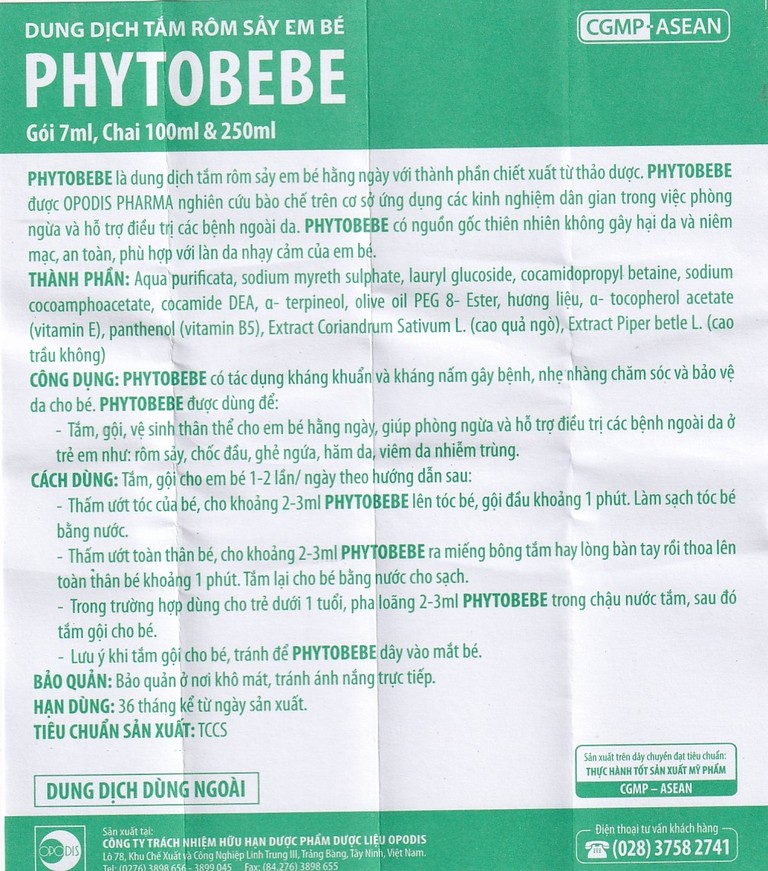 DUNG DỊCH TẮM RÔM SẢY EM BÉ
CGMP-ASEAN
PHYTOBEBE
Gói 7ml, Chai 100ml & 250ml
PHYTOBEBE là dung dịch tắm rôm sảy em bé hằng ngày với thành phần chiết xuất từ thảo dược. PHYTOBEBE
được OPODIS PHARMA nghiên cứu bào chế trên cơ sở ứng dụng các kinh nghiệm dân gian trong việc phòng
ngừa và hỗ trợ điều trị các bệnh ngoài da. PHYTOBEBE có nguồn gốc thiên nhiên không gây hại da và niêm
mạc, an toàn, phù hợp với làn da nhạy cảm của em bé.
THÀNH PHẦN: Aqua purificata, sodium myreth sulphate, lauryl glucoside, cocamidopropyl betaine, sodium
cocoamphoacetate, cocamide DEA, α- terpineol, olive oil PEG 8- Ester, hương liệu, α- tocopherol acetate
(vitamin E), panthenol (vitamin B5), Extract Coriandrum Sativum L. (cao quả ngò), Extract Piper betle L. (cao
trầu không)
CÔNG DỤNG: PHYTOBEBE có tác dụng kháng khuẩn và kháng nấm gây bệnh, nhẹ nhàng chăm sóc và bảo vệ
da cho bé. PHYTOBEBE được dùng để:
- Tắm, gội, vệ sinh thân thể cho em bé hằng ngày, giúp phòng ngừa và hỗ trợ điều trị các bệnh ngoài da ở
trẻ em như: rôm sảy, chốc đầu, ghẻ ngứa, hăm da, viêm da nhiễm trùng.
CÁCH DÙNG: Tắm, gội cho em bé 1-2 lần/ ngày theo hướng dẫn sau:
- Thấm ướt tóc của bé, cho khoảng 2-3ml PHYTOBEBE lên tóc bé, gội đầu khoảng 1 phút. Làm sạch tóc bé
bằng nước.
- Thấm ướt toàn thân bé, cho khoảng 2-3ml PHYTOBEBE ra miếng bông tắm hay lòng bàn tay rồi thoa lên
toàn thân bé khoảng 1 phút. Tắm lại cho bé bằng nước cho sạch.
- Trong trường hợp dùng cho trẻ dưới 1 tuổi, pha loãng 2-3ml PHYTOBEBE trong chậu nước tắm, sau đó
tắm gội cho bé.
- Lưu ý khi tắm gội cho bé, tránh để PHYTOBEBE dây vào mắt bé.
BẢO QUẢN: Bảo quản ở nơi khô mát, tránh ánh nắng trực tiếp.
HẠN DÙNG: 36 tháng kể từ ngày sản xuất.
TIÊU CHUẨN SẢN XUẤT: TCCS
Sản xuất trên dây chuyền đạt tiêu chuẩn:
THỰC HÀNH TỐT SẢN XUẤT MỸ PHẨM
CGMP – ASEAN
DUNG DỊCH DÙNG NGOÀI
OPODIS
Sản xuất tại:
CÔNG TY TRÁCH NHIỆM HỮU HẠN DƯỢC PHẨM DƯỢC LIỆU OPODIS
Lô 78, Khu Chế Xuất và Công Nghiệp Linh Trung III, Trảng Bàng, Tây Ninh, Việt Nam.
Tel: (0276) 3898 656 - 3899 045 Fax: (84.276) 3898 655
Điện thoại tư vấn khách hàng
(028) 3758 2741